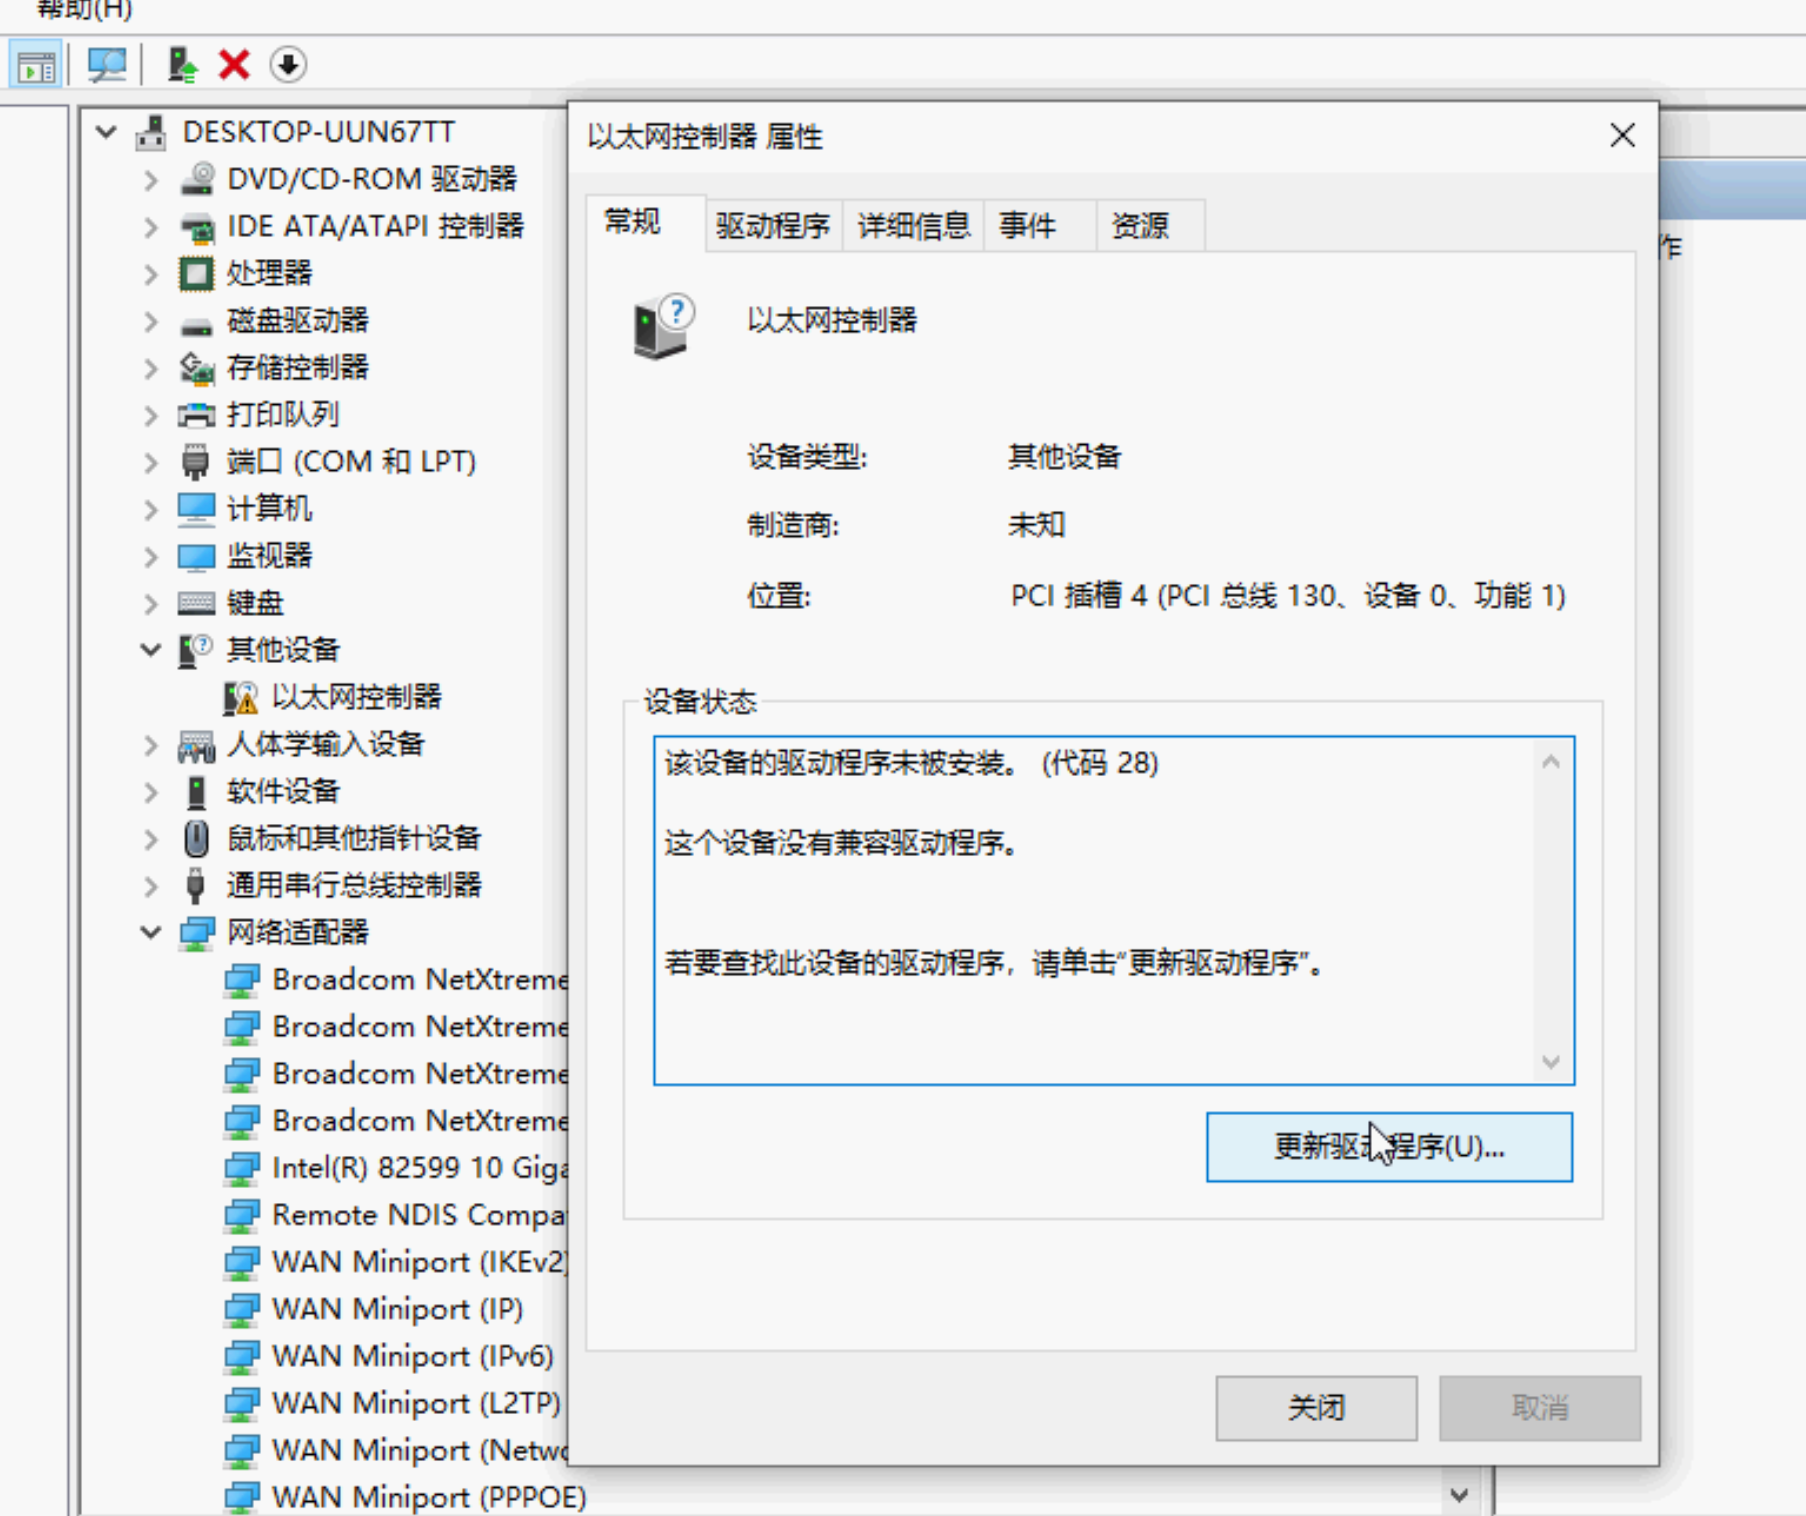 帮助(H)
DESKTOP-UUN67TT
DVD/CD-ROM 驱动器
IDE ATA/ATAPI 控制器
处理器
磁盘驱动器
存储控制器
打印队列
端口 (COM 和 LPT)
计算机
监视器
键盘
其他设备
以太网控制器
人体学输入设备
软件设备
鼠标和其他指针设备
通用串行总线控制器
网络适配器
Broadcom NetXtreme
Broadcom NetXtreme
Broadcom NetXtreme
Broadcom NetXtreme
Intel(R) 82599 10 Giga
Remote NDIS Compa
WAN Miniport (IKEv2)
WAN Miniport (IP)
WAN Miniport (IPv6)
WAN Miniport (L2TP)
WAN Miniport (Netwo
WAN Miniport (PPPOE)
以太网控制器 属性
常规 驱动程序 详细信息 事件 资源
以太网控制器
设备类型: 其他设备
制造商: 未知
位置: PCI 插槽 4 (PCI 总线 130、设备 0、功能 1)
设备状态
该设备的驱动程序未被安装。 (代码 28)
这个设备没有兼容驱动程序。
若要查找此设备的驱动程序，请单击“更新驱动程序”。
更新驱动程序(U)...
关闭 取消
作